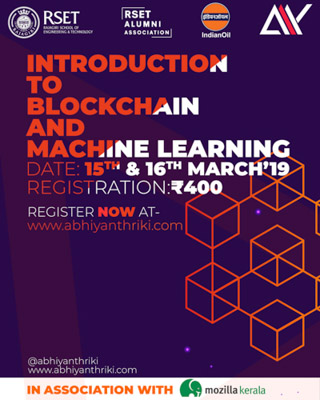 RSET
RAJAGIRI SCHOOL OF
ENGINEERING & TECHNOLOGY
RSET
ALUMNI
ASSOCIATION
IndianOil
INTRODUCTION
TO
BLOCKCHAIN
AND
MACHINE LEARNING
DATE: 15TH & 16TH MARCH'19
REGISTRATION:₹400
REGISTER NOW AT-
www.abhiyanthriki.com
@abhiyanthriki
www.abhiyanthriki.com
IN ASSOCIATION WITH mozilla kerala